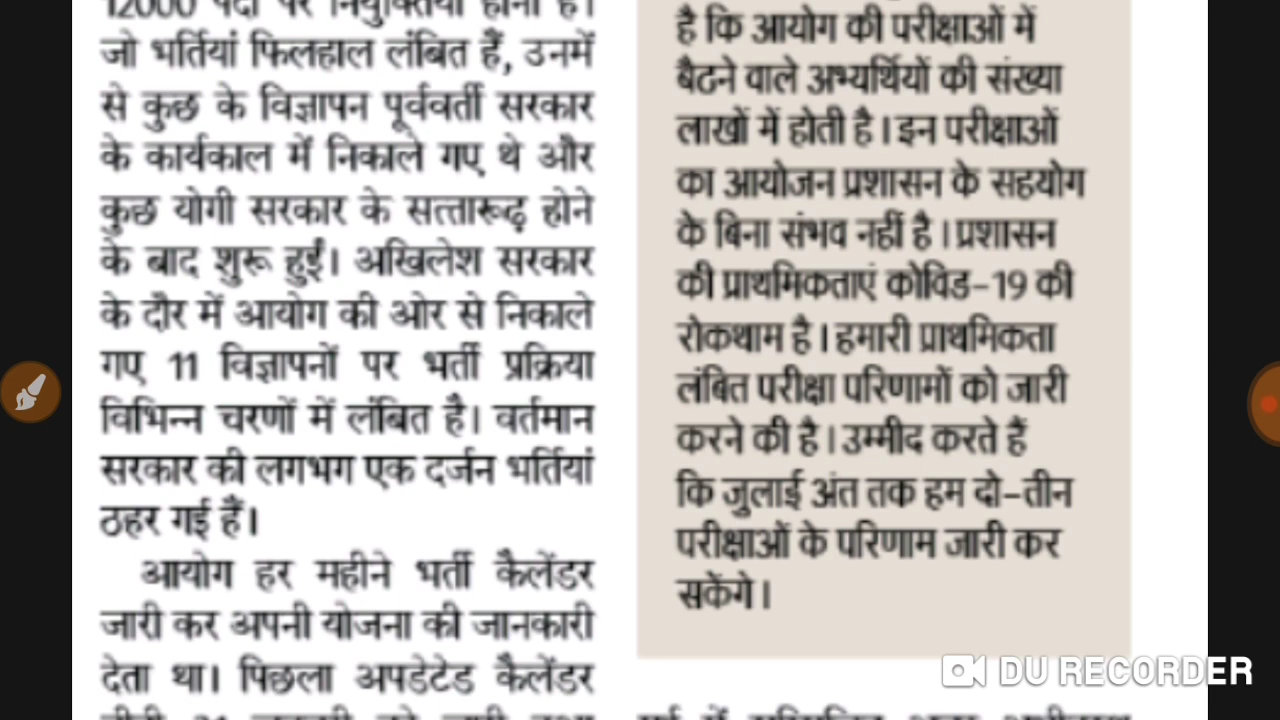 12000 पदों पर नियुक्तियां होनी हैं।
जो भर्तियां फिलहाल लंबित हैं, उनमें
से कुछ के विज्ञापन पूर्ववर्ती सरकार
के कार्यकाल में निकाले गए थे और
कुछ योगी सरकार के सत्तारूढ़ होने
के बाद शुरू हुईं। अखिलेश सरकार
के दौर में आयोग की ओर से निकाले
गए 11 विज्ञापनों पर भर्ती प्रक्रिया
विभिन्न चरणों में लंबित है। वर्तमान
सरकार की लगभग एक दर्जन भर्तियां
ठहर गई हैं।
आयोग हर महीने भर्ती कैलेंडर
जारी कर अपनी योजना की जानकारी
देता था। पिछला अपडेटेड कैलेंडर
है कि आयोग की परीक्षाओं में
बैठने वाले अभ्यर्थियों की संख्या
लाखों में होती है। इन परीक्षाओं
का आयोजन प्रशासन के सहयोग
के बिना संभव नहीं है। प्रशासन
की प्राथमिकताएं कोविड-19 की
रोकथाम है। हमारी प्राथमिकता
लंबित परीक्षा परिणामों को जारी
करने की है। उम्मीद करते हैं
कि जुलाई अंत तक हम दो-तीन
परीक्षाओं के परिणाम जारी कर
सकेंगे।
DU RECORDER